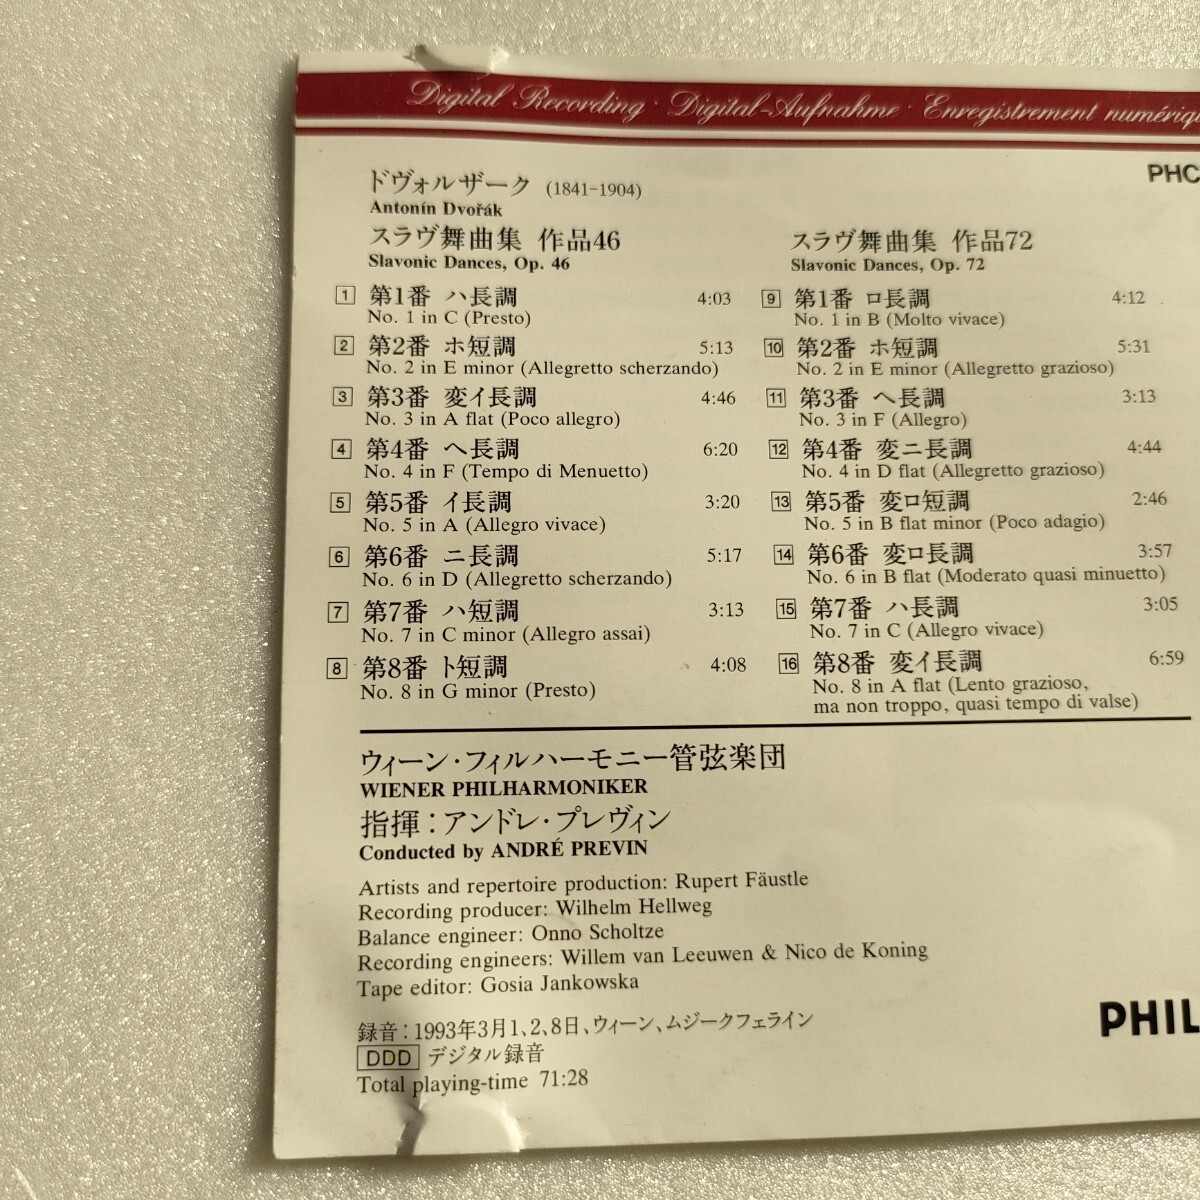 Digital Recording · Digital-Aufnahme · Enregistrement
PHC
ドヴォルザーク (1841-1904)
Antonín Dvořák
スラヴ舞曲集 作品46
Slavonic Dances, Op. 46
1 第1番 ハ長調 4:03
No. 1 in C (Presto)
2 第2番 ホ短調 5:13
No. 2 in E minor (Allegretto scherzando)
3 第3番 変イ長調 4:46
No. 3 in A flat (Poco allegro)
4 第4番 ヘ長調 6:20
No. 4 in F (Tempo di Menuetto)
5 第5番 イ長調 3:20
No. 5 in A (Allegro vivace)
6 第6番 ニ長調 5:17
No. 6 in D (Allegretto scherzando)
7 第7番 ハ短調 3:13
No. 7 in C minor (Allegro assai)
8 第8番 ト短調 4:08
No. 8 in G minor (Presto)
スラヴ舞曲集 作品72
Slavonic Dances, Op. 72
9 第1番 ロ長調 4:12
No. 1 in B (Molto vivace)
10 第2番 ホ短調 5:31
No. 2 in E minor (Allegretto grazioso)
11 第3番 ヘ長調 3:13
No. 3 in F (Allegro)
12 第4番 変ニ長調 4:44
No. 4 in D flat (Allegretto grazioso)
13 第5番 変ロ短調 2:46
No. 5 in B flat minor (Poco adagio)
14 第6番 変ロ長調 3:57
No. 6 in B flat (Moderato quasi minuetto)
15 第7番 ハ長調 3:05
No. 7 in C (Allegro vivace)
16 第8番 変イ長調 6:59
No. 8 in A flat (Lento grazioso,
ma non troppo, quasi tempo di valse)
ウィーン・フィルハーモニー管弦楽団
WIENER PHILHARMONIKER
指揮：アンドレ・プレヴィン
Conducted by ANDRÉ PREVIN
Artists and repertoire production: Rupert Fäustle
Recording producer: Wilhelm Hellweg
Balance engineer: Onno Scholtze
Recording engineers: Willem van Leeuwen & Nico de Koning
Tape editor: Gosia Jankowska
録音：1993年3月1、2、8日、ウィーン、ムジークフェライン
DDD デジタル録音
Total playing-time 71:28
PHIL